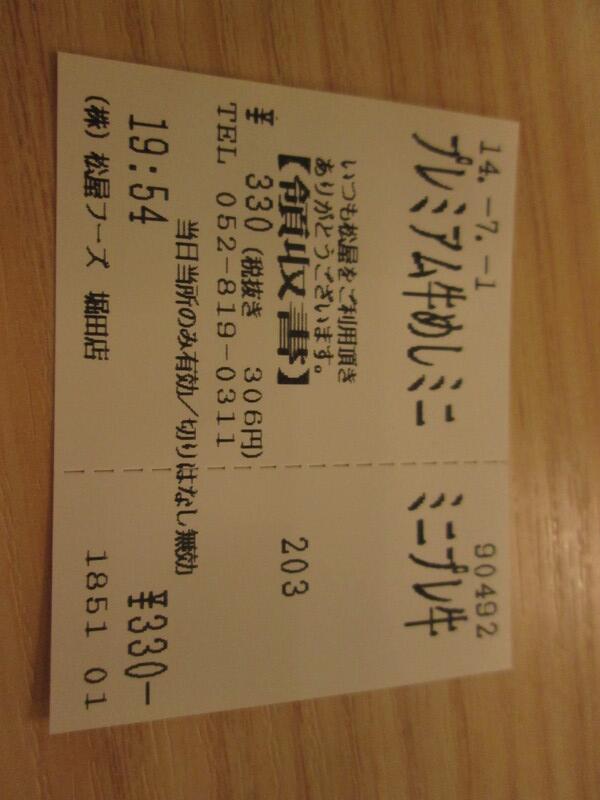 14.-7.-1 90492
プレミアム牛めしミニ ミニプレ牛
いつも松屋をご利用頂き
ありがとうございます。
【領収書】 203
¥ 330(税抜き 306円)
TEL 052-819-0311
当日当所のみ有効/切りはなし無効
19:54 ¥330-
(株) 松屋フーズ 堀田店 1851 01